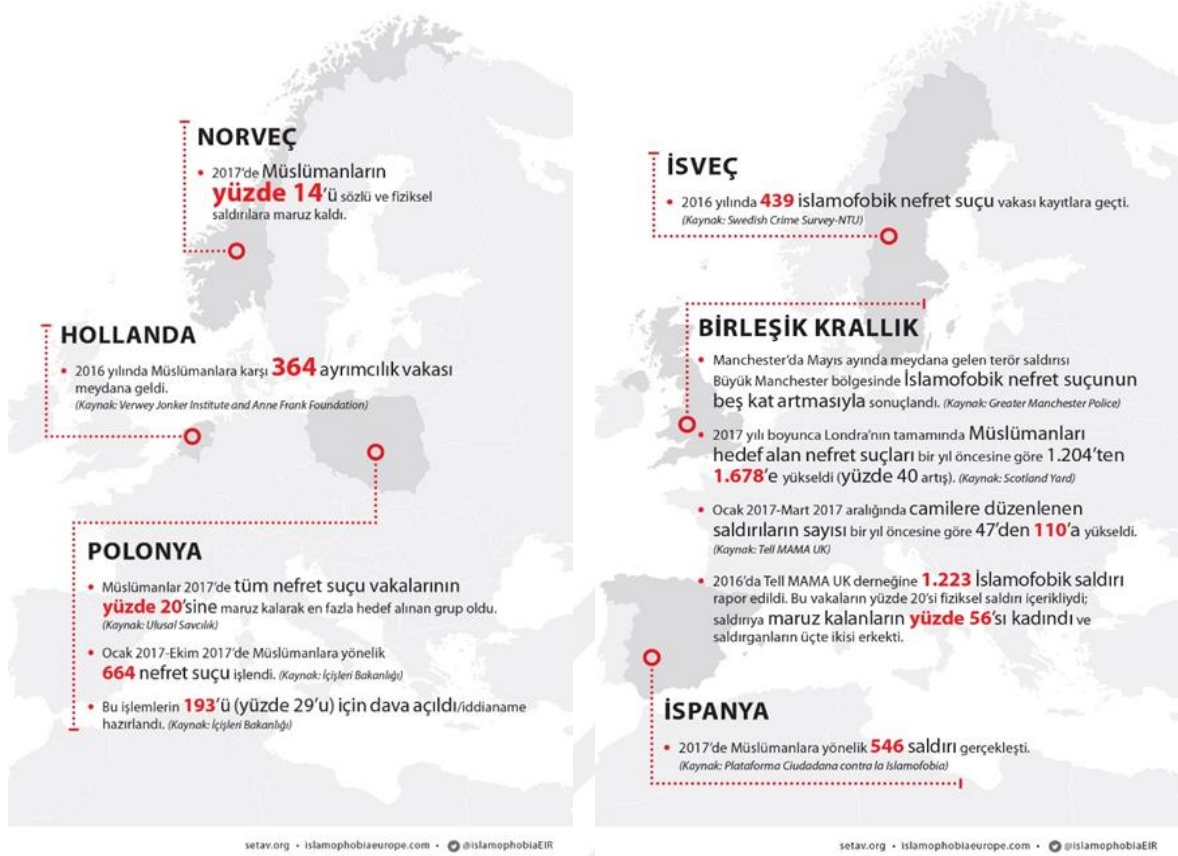 NORVEÇ
• 2017'de Müslümanların
yüzde 14'ü sözlü ve fiziksel
saldırılara maruz kaldı.
HOLLANDA
• 2016 yılında Müslümanlara karşı 364 ayrımcılık vakası
meydana geldi.
(Kaynak: Verwey Jonker Institute and Anne Frank Foundation)
POLONYA
• Müslümanlar 2017'de tüm nefret suçu vakalarının
yüzde 20'sine maruz kalarak en fazla hedef alınan grup oldu.
(Kaynak: Ulusal Savcılık)
• Ocak 2017-Ekim 2017'de Müslümanlara yönelik
664 nefret suçu işlendi. (Kaynak: İçişleri Bakanlığı)
• Bu işlemlerin 193'ü (yüzde 29'u) için dava açıldı/iddianame
hazırlandı. (Kaynak: İçişleri Bakanlığı)
setav.org • islamophobiaeurope.com • @islamophobiaEIR
İSVEÇ
• 2016 yılında 439 islamofobik nefret suçu vakası kayıtlara geçti.
(Kaynak: Swedish Crime Survey-NTU)
BİRLEŞİK KRALLIK
• Manchester'da Mayıs ayında meydana gelen terör saldırısı
Büyük Manchester bölgesinde İslamofobik nefret suçunun
beş kat artmasıyla sonuçlandı. (Kaynak: Greater Manchester Police)
• 2017 yılı boyunca Londra'nın tamamında Müslümanları
hedef alan nefret suçları bir yıl öncesine göre 1.204'ten
1.678'e yükseldi (yüzde 40 artış). (Kaynak: Scotland Yard)
• Ocak 2017-Mart 2017 aralığında camilere düzenlenen
saldırıların sayısı bir yıl öncesine göre 47'den 110'a yükseldi.
(Kaynak: Tell MAMA UK)
• 2016'da Tell MAMA UK derneğine 1.223 İslamofobik saldırı
rapor edildi. Bu vakaların yüzde 20'si fiziksel saldırı içerikliydi;
saldırıya maruz kalanların yüzde 56'sı kadındı ve
saldırganların üçte ikisi erkekti.
İSPANYA
• 2017'de Müslümanlara yönelik 546 saldırı gerçekleşti.
(Kaynak: Plataforma Ciudadana contra la Islamofobia)
setav.org • islamophobiaeurope.com • @islamophobiaEIR